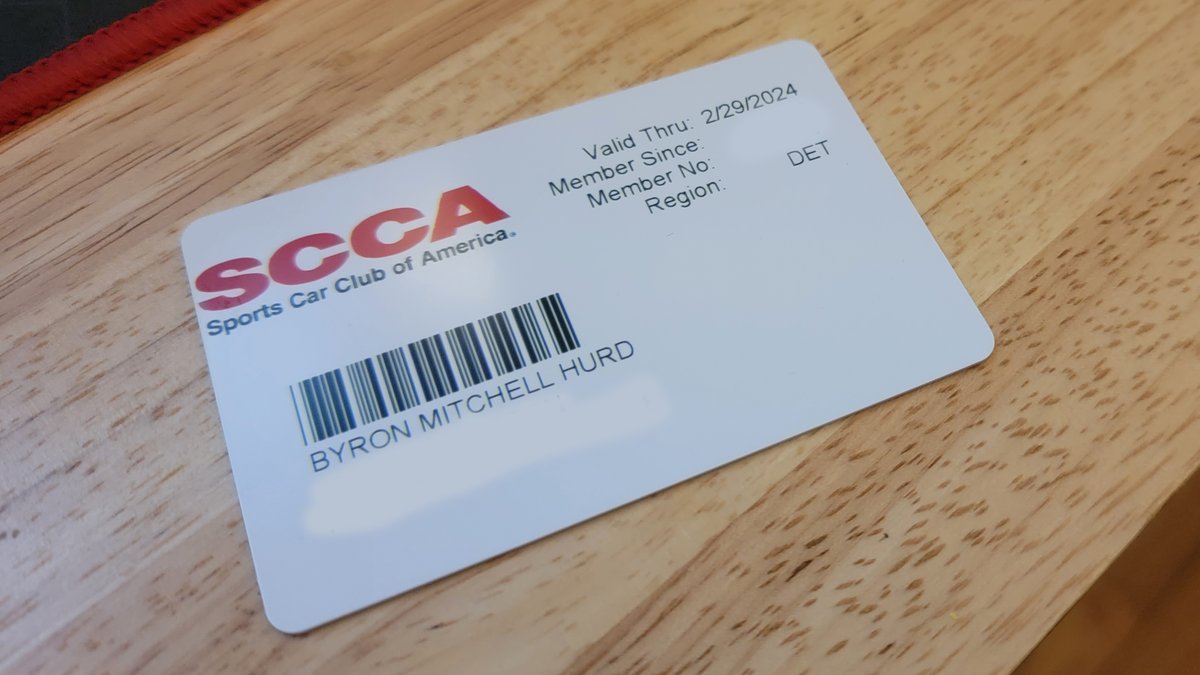 SCCA
Sports Car Club of America®
Valid Thru: 2/29/2024
Member Since:
Member No:
Region: DET
BYRON MITCHELL HURD